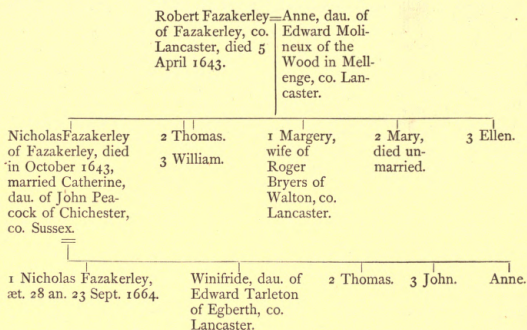 Robert Fazakerley=Anne, dau. of
of Fazakerley, co. Edward Moli-
Lancaster, died 5 neux of the
April 1643. Wood in Mell-
enge, co. Lan-
caster.
NicholasFazakerley
of Fazakerley, died
in October 1643,
married Catherine,
dau. of John Pea-
cock of Chichester,
co. Sussex.
2 Thomas.
3 William.
1 Margery,
wife of
Roger
Bryers of
Walton, co.
Lancaster.
2 Mary,
died un-
married.
3 Ellen.
1 Nicholas Fazakerley,
æt. 28 an. 23 Sept. 1664.
Winifride, dau. of
Edward Tarleton
of Egberth, co.
Lancaster.
2 Thomas.
3 John.
Anne.